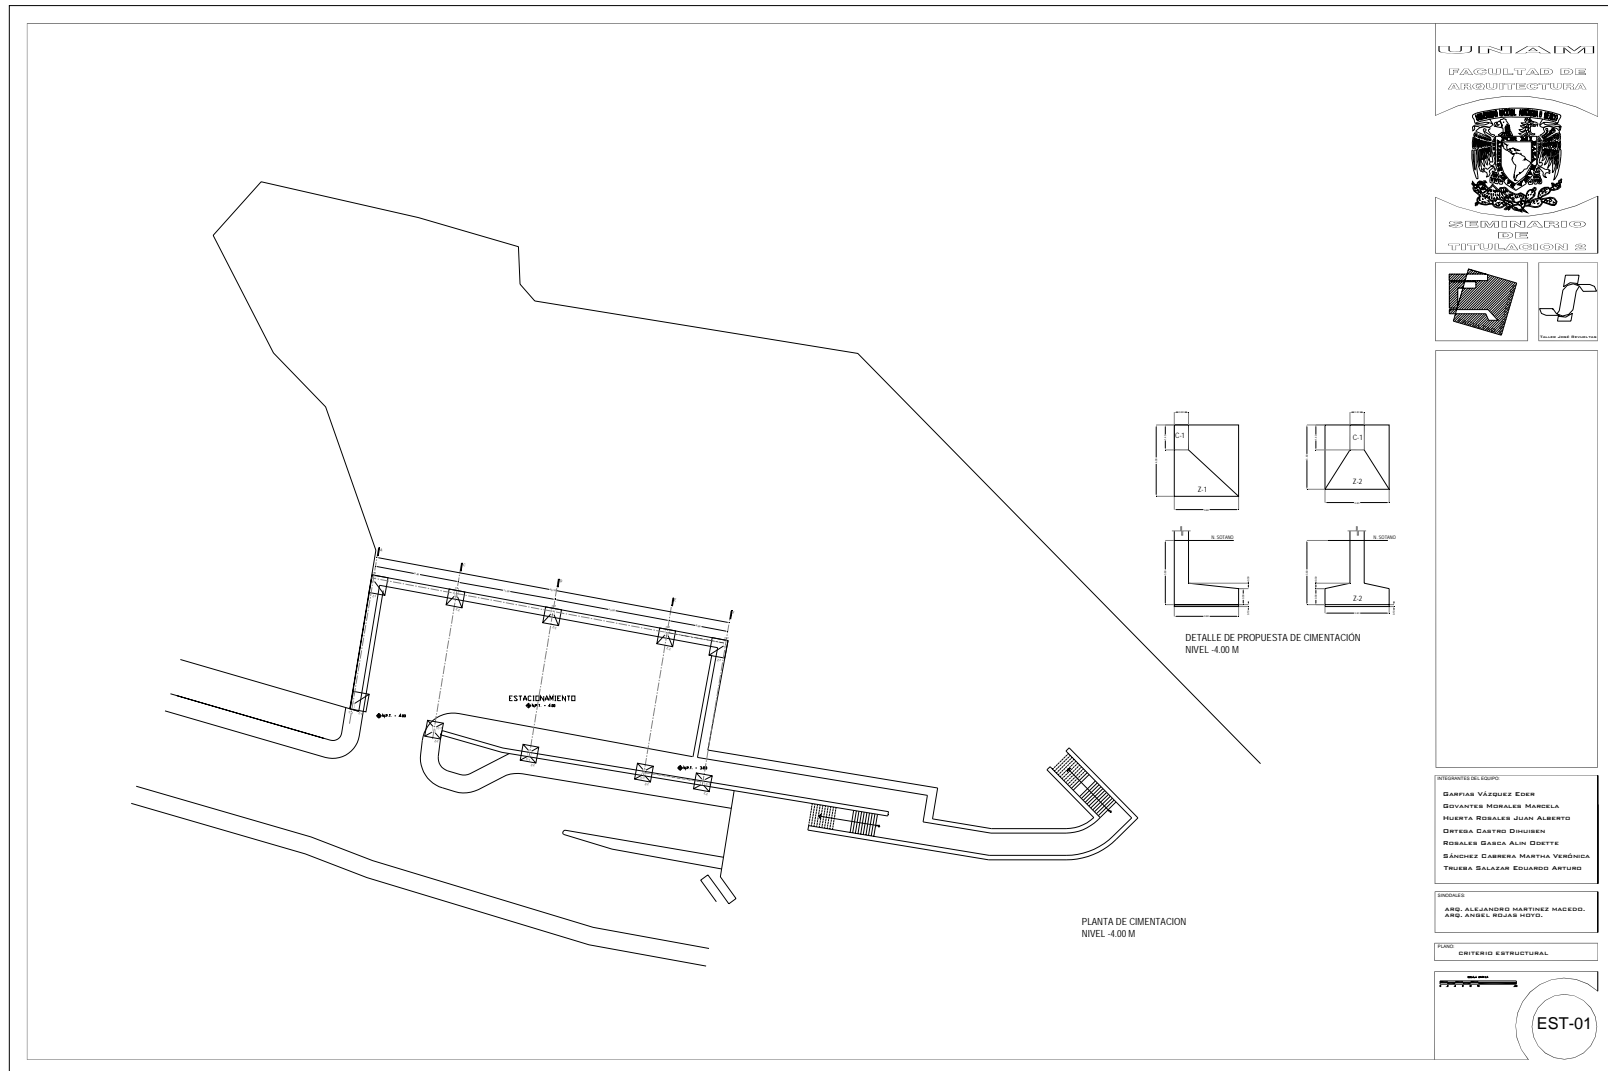 UNAM
FACULTAD DE
ARQUITECTURA
SEMINARIO
DE
TITULACION 2
TALLER JOSÉ REVUELTAS
C-1
Z-1
C-1
Z-2
N. SOTANO
N. SOTANO
Z-2
DETALLE DE PROPUESTA DE CIMENTACIÓN
NIVEL -4.00 M
ESTACIONAMIENTO
N.P.T.
N.P.T.
N.P.T.
PLANTA DE CIMENTACION
NIVEL -4.00 M
INTEGRANTES DEL EQUIPO:
GARFIAS VÁZQUEZ EDER
GOVANTES MORALES MARCELA
HUERTA ROSALES JUAN ALBERTO
ORTEGA CASTRO DIHUISEN
ROSALES GASCA ALIN ODETTE
SÁNCHEZ CABRERA MARTHA VERÓNICA
TRUEBA SALAZAR EDUARDO ARTURO
SINODALES:
ARQ. ALEJANDRO MARTINEZ MACEDO.
ARQ. ANGEL ROJAS HOYO.
PLANO:
CRITERIO ESTRUCTURAL
EST-01